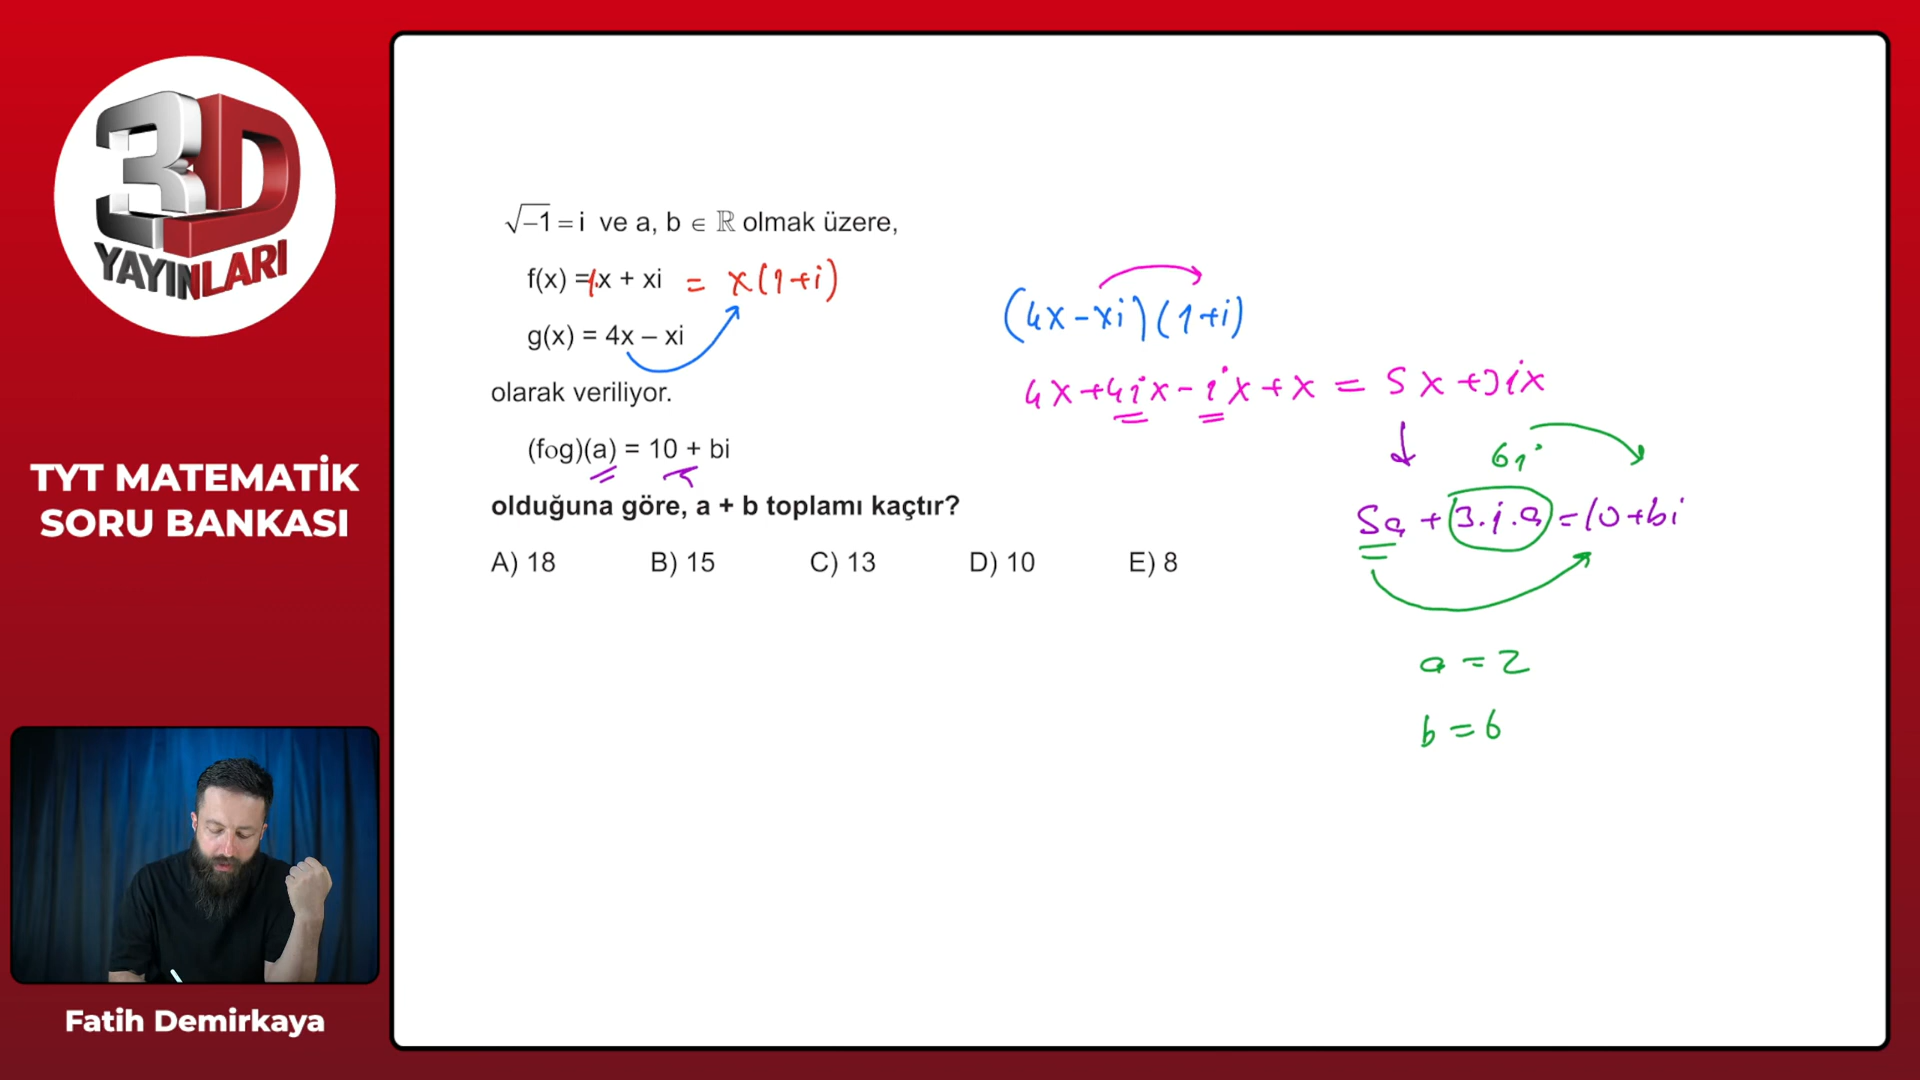 3D
YAYINLARI
TYT MATEMATİK
SORU BANKASI
Fatih Demirkaya
√-1 = i ve a, b ∈ ℝ olmak üzere,
f(x) = 1.x + xi = x(1+i)
g(x) = 4x – xi
olarak veriliyor.
(fog)(a) = 10 + bi
olduğuna göre, a + b toplamı kaçtır?
A) 18 B) 15 C) 13 D) 10 E) 8
(4x-xi)(1+i)
4x+4ix-ix+x = 5x+3ix
6i
5a + 3.i.a = 10+bi
a = 2
b = 6